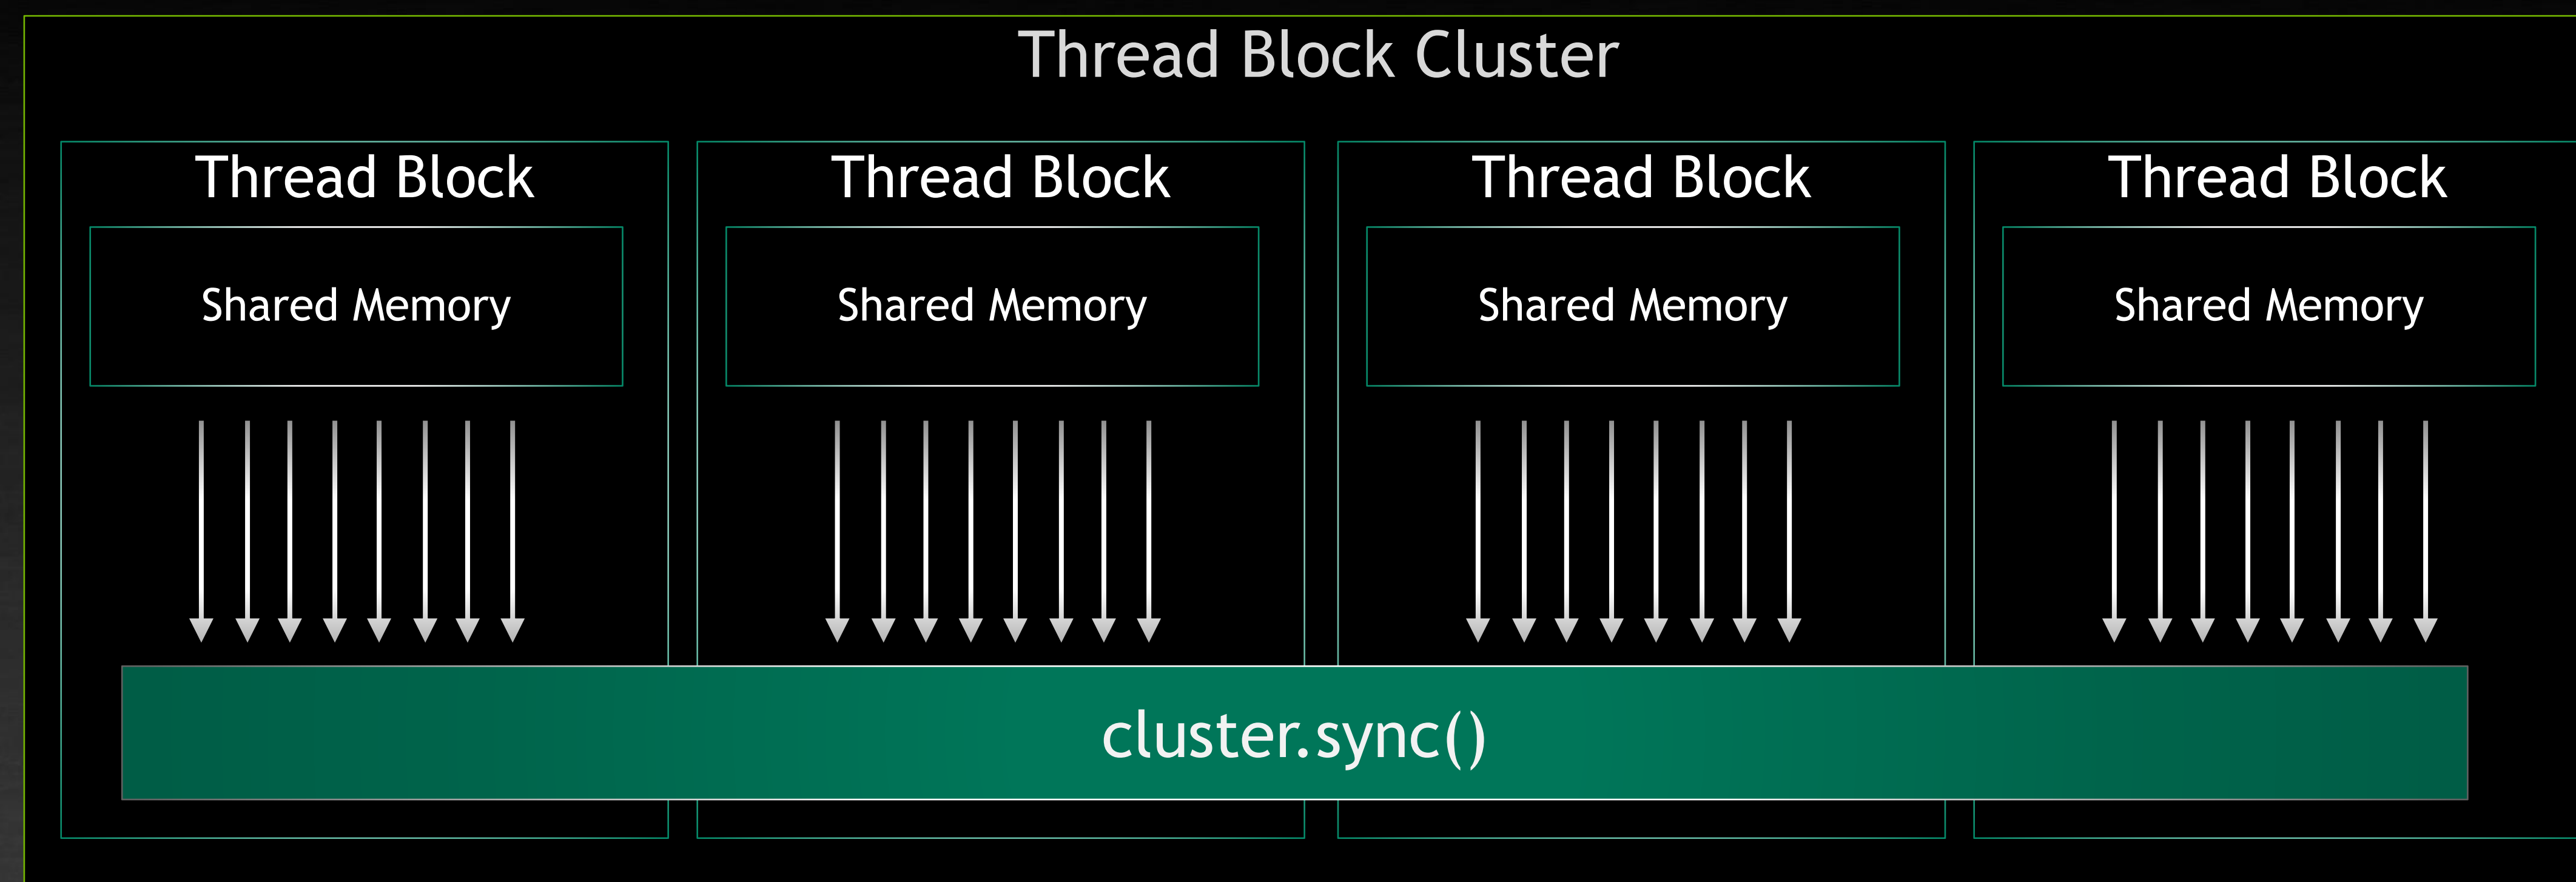 Thread Block Cluster
Thread Block
Thread Block
Thread Block
Thread Block
Shared Memory
Shared Memory
Shared Memory
Shared Memory
cluster.sync()